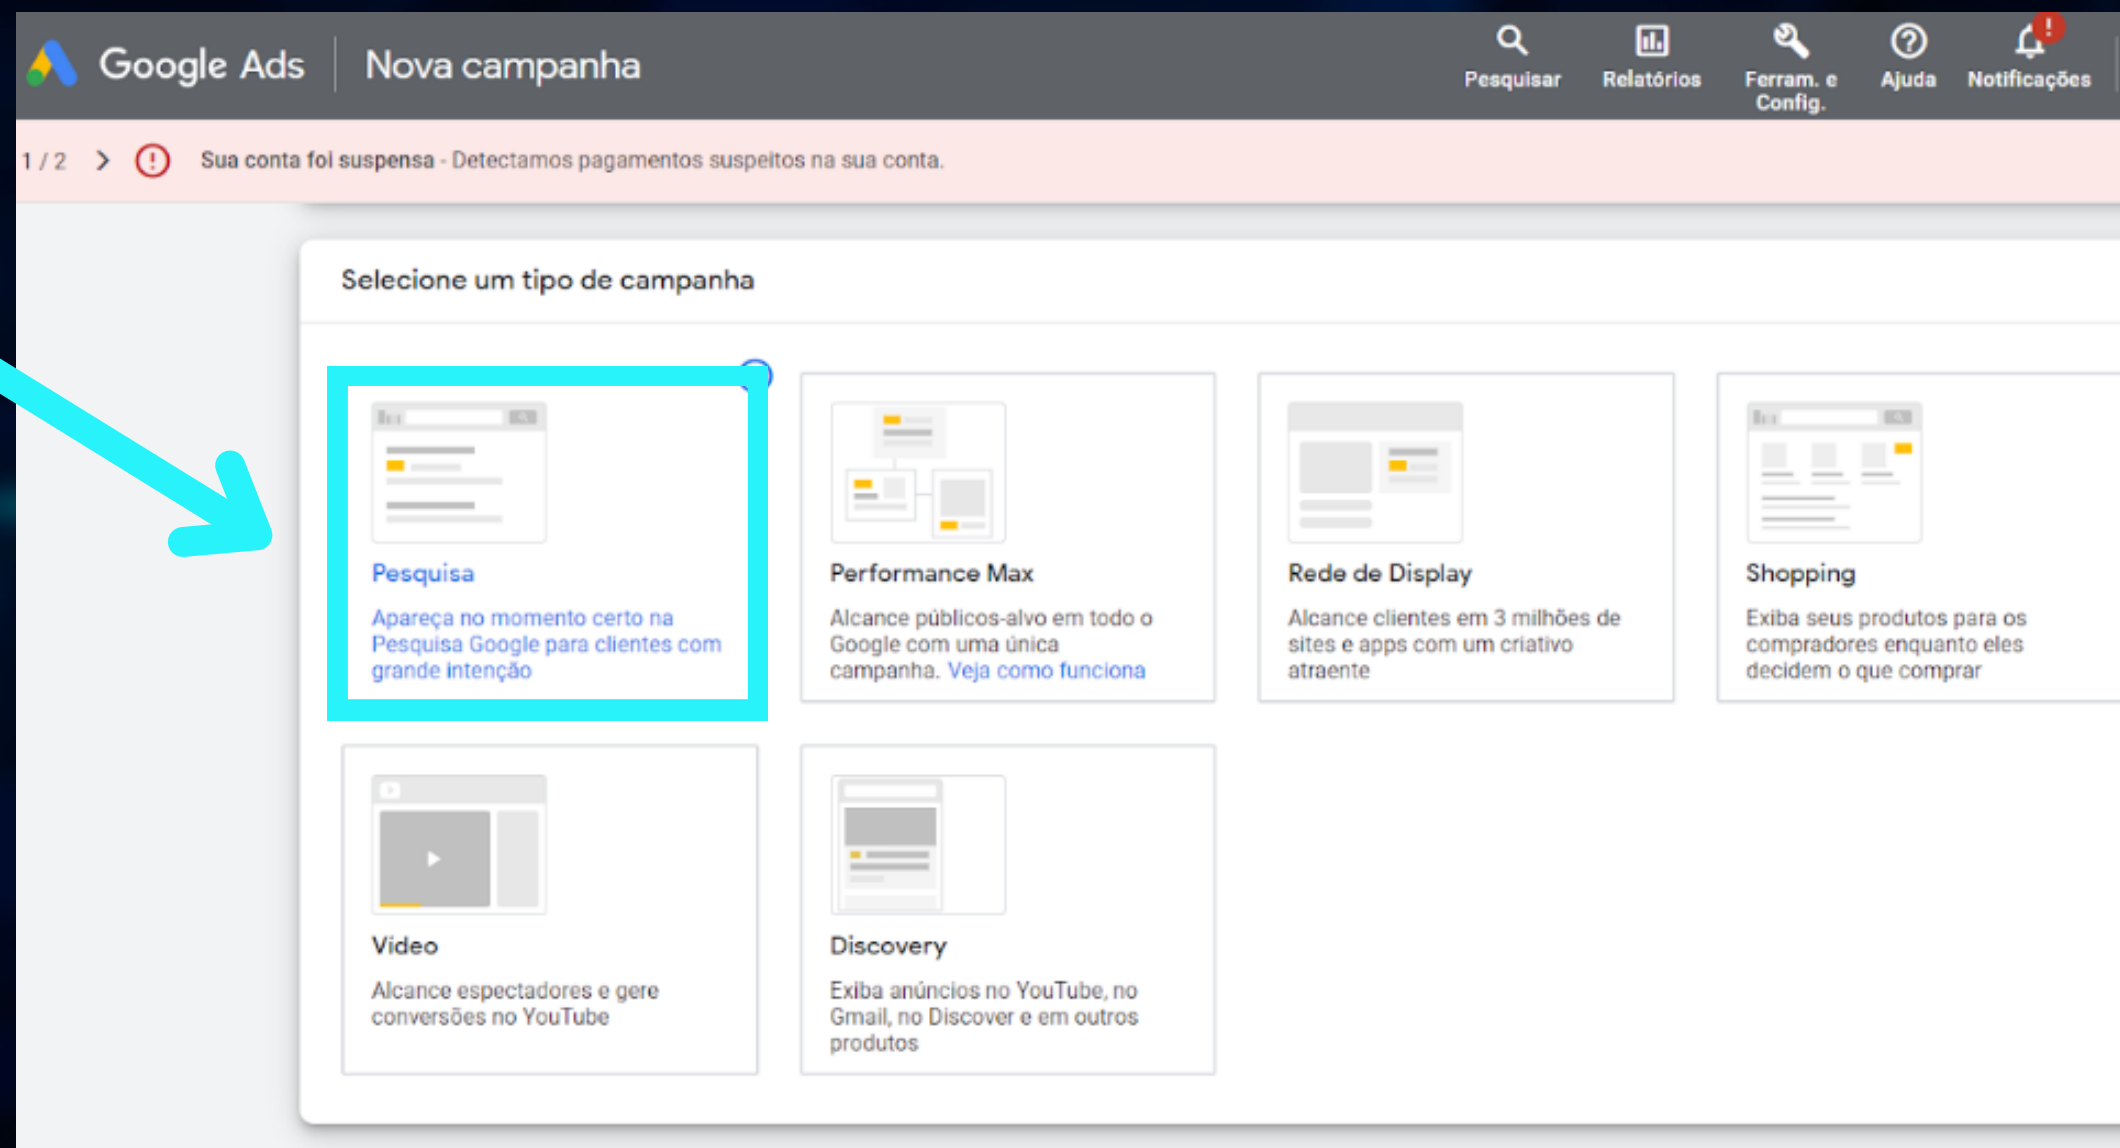 Google Ads
Nova campanha
Pesquisar
Relatórios
Ferram. e
Config.
Ajuda
Notificações
1 / 2
Sua conta foi suspensa - Detectamos pagamentos suspeitos na sua conta.
Selecione um tipo de campanha
Pesquisa
Apareça no momento certo na
Pesquisa Google para clientes com
grande intenção
Performance Max
Alcance públicos-alvo em todo o
Google com uma única
campanha. Veja como funciona
Rede de Display
Alcance clientes em 3 milhões de
sites e apps com um criativo
atraente
Shopping
Exiba seus produtos para os
compradores enquanto eles
decidem o que comprar
Vídeo
Alcance espectadores e gere
conversões no YouTube
Discovery
Exiba anúncios no YouTube, no
Gmail, no Discover e em outros
produtos